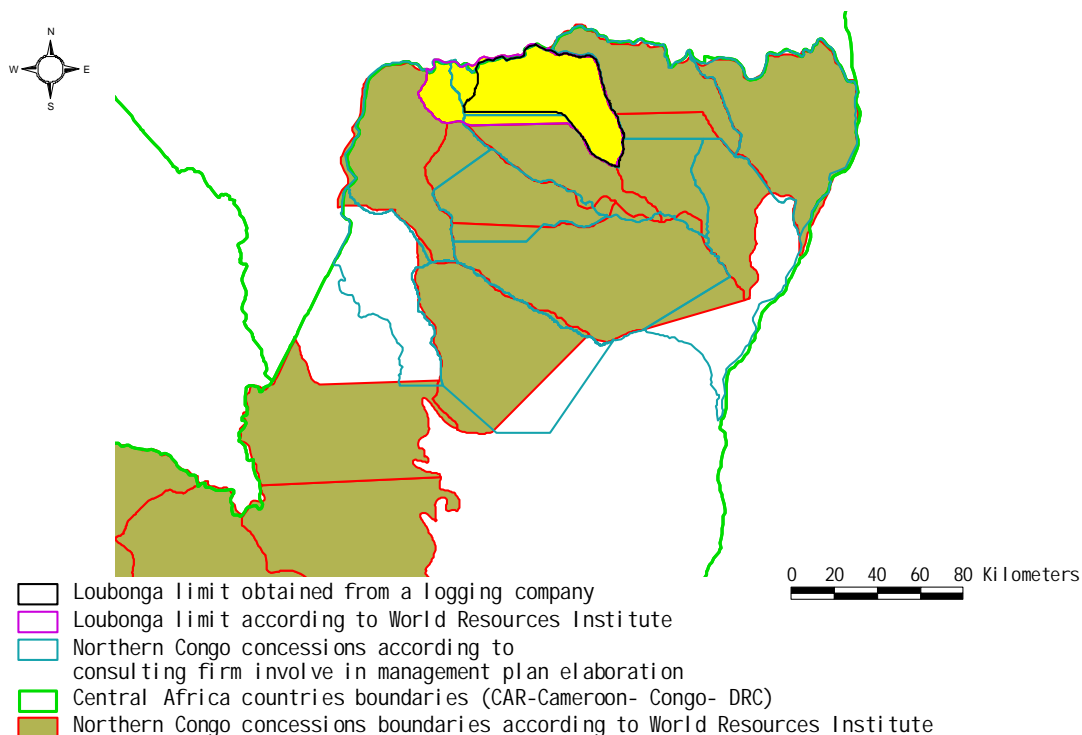 N
W E
S
0 20 40 60 80 Kilometers
Loubonga limit obtained from a logging company
Loubonga limit according to World Resources Institute
Northern Congo concessions according to
consulting firm involve in management plan elaboration
Central Africa countries boundaries (CAR-Cameroon- Congo- DRC)
Northern Congo concessions boundaries according to World Resources Institute